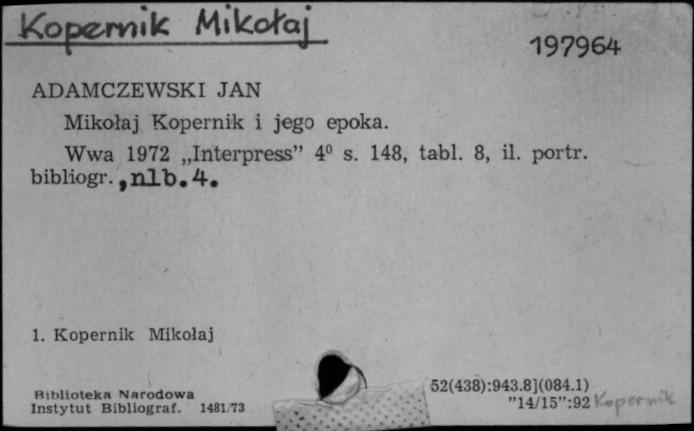 Kopernik Mikołaj
197964
ADAMCZEWSKI JAN
Mikołaj Kopernik i jego epoka.
Wwa 1972 „Interpress” 4⁰ s. 148, tabl. 8, il. portr.
bibliogr., nlb. 4.
1. Kopernik Mikołaj
Biblioteka Narodowa
Instytut Bibliograf. 1481/73
52(438):943.8](084.1)
"14/15":92 Kopernik